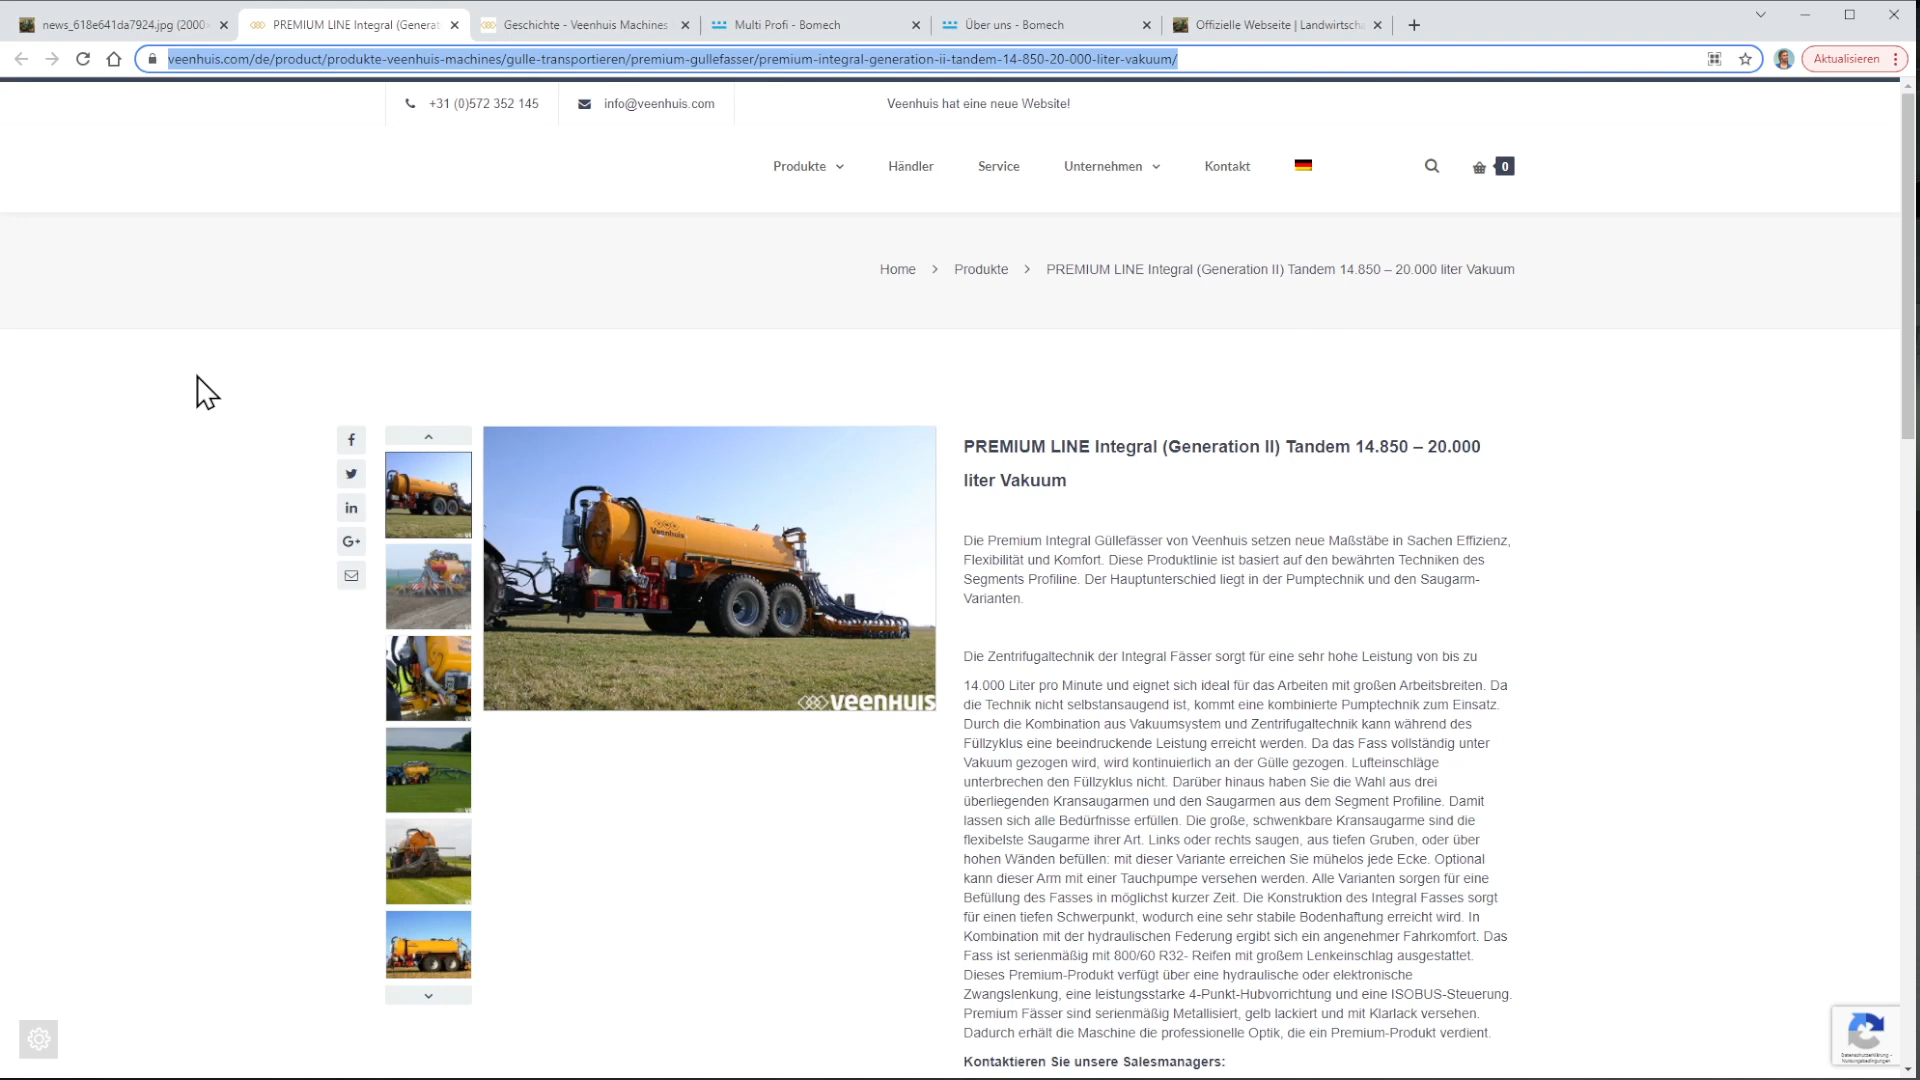 news_618e641da7924.jpg (2000
PREMIUM LINE Integral (Generat
Geschichte - Veenhuis Machines
Multi Profi - Bomech
Über uns - Bomech
Offizielle Webseite | Landwirtscha
veenhuis.com/de/product/produkte-veenhuis-machines/gulle-transportieren/premium-gullefasser/premium-integral-generation-ii-tandem-14-850-20-000-liter-vakuum/
Aktualisieren
+31 (0)572 352 145
info@veenhuis.com
Veenhuis hat eine neue Website!
Produkte
Händler
Service
Unternehmen
Kontakt
0
Home > Produkte > PREMIUM LINE Integral (Generation II) Tandem 14.850 – 20.000 liter Vakuum
f
in
G+
Veenhuis
veenhuis
PREMIUM LINE Integral (Generation II) Tandem 14.850 – 20.000
liter Vakuum
Die Premium Integral Güllefässer von Veenhuis setzen neue Maßstäbe in Sachen Effizienz,
Flexibilität und Komfort. Diese Produktlinie ist basiert auf den bewährten Techniken des
Segments Profiline. Der Hauptunterschied liegt in der Pumptechnik und den Saugarm-
Varianten.
Die Zentrifugaltechnik der Integral Fässer sorgt für eine sehr hohe Leistung von bis zu
14.000 Liter pro Minute und eignet sich ideal für das Arbeiten mit großen Arbeitsbreiten. Da
die Technik nicht selbstansaugend ist, kommt eine kombinierte Pumptechnik zum Einsatz.
Durch die Kombination aus Vakuumsystem und Zentrifugaltechnik kann während des
Füllzyklus eine beeindruckende Leistung erreicht werden. Da das Fass vollständig unter
Vakuum gezogen wird, wird kontinuierlich an der Gülle gezogen. Lufteinschläge
unterbrechen den Füllzyklus nicht. Darüber hinaus haben Sie die Wahl aus drei
überliegenden Kransaugarmen und den Saugarmen aus dem Segment Profiline. Damit
lassen sich alle Bedürfnisse erfüllen. Die große, schwenkbare Kransaugarme sind die
flexibelste Saugarme ihrer Art. Links oder rechts saugen, aus tiefen Gruben, oder über
hohen Wänden befüllen: mit dieser Variante erreichen Sie mühelos jede Ecke. Optional
kann dieser Arm mit einer Tauchpumpe versehen werden. Alle Varianten sorgen für eine
Befüllung des Fasses in möglichst kurzer Zeit. Die Konstruktion des Integral Fasses sorgt
für einen tiefen Schwerpunkt, wodurch eine sehr stabile Bodenhaftung erreicht wird. In
Kombination mit der hydraulischen Federung ergibt sich ein angenehmer Fahrkomfort. Das
Fass ist serienmäßig mit 800/60 R32- Reifen mit großem Lenkeinschlag ausgestattet.
Dieses Premium-Produkt verfügt über eine hydraulische oder elektronische
Zwangslenkung, eine leistungsstarke 4-Punkt-Hubvorrichtung und eine ISOBUS-Steuerung.
Premium Fässer sind serienmäßig Metallisiert, gelb lackiert und mit Klarlack versehen.
Dadurch erhält die Maschine die professionelle Optik, die ein Premium-Produkt verdient.
Kontaktieren Sie unsere Salesmanagers:
Datenschutzerklärung -
Nutzungsbedingungen